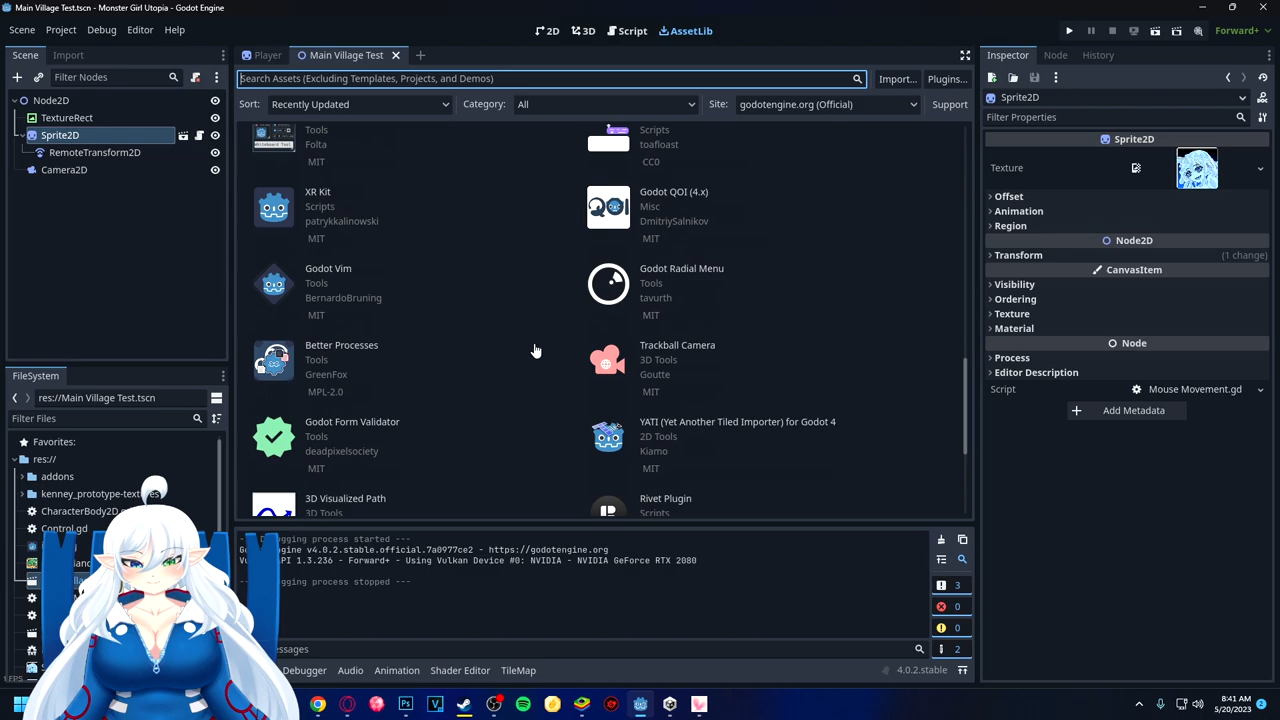 Main Village Test.tscn - Monster Girl Utopia - Godot Engine
Scene Project Debug Editor Help
2D 3D Script AssetLib
Forward+
Scene Import
Filter Nodes
Node2D
TextureRect
Sprite2D
RemoteTransform2D
Camera2D
FileSystem
res://Main Village Test.tscn
Filter Files
Favorites:
res://
addons
kenney_prototype-text
CharacterBody2D.g
Control.gd
Player Main Village Test
Search Assets (Excluding Templates, Projects, and Demos)
Import... Plugins...
Sort: Recently Updated Category: All Site: godotengine.org (Official) Support
Tools
Folta
MIT
Scripts
toafloast
CC0
XR Kit
Scripts
patrykkalinowski
MIT
Godot QOI (4.x)
Misc
DmitriySalnikov
MIT
Godot Vim
Tools
BernardoBruning
MIT
Godot Radial Menu
Tools
tavurth
MIT
Better Processes
Tools
GreenFox
MPL-2.0
Trackball Camera
3D Tools
Goutte
MIT
Godot Form Validator
Tools
deadpixelsociety
MIT
YATI (Yet Another Tiled Importer) for Godot 4
2D Tools
Kiamo
MIT
3D Visualized Path
3D Tools
Rivet Plugin
Scripts
Debugging process started ---
Engine v4.0.2.stable.official.7a0977ce2 - https://godotengine.org
API 1.3.236 - Forward+ - Using Vulkan Device #0: NVIDIA - NVIDIA GeForce RTX 2080
process stopped ---
3
0
0
2
Debugger Audio Animation Shader Editor TileMap
4.0.2.stable
Inspector Node History
Sprite2D
Filter Properties
Sprite2D
Texture
Offset
Animation
Region
Node2D
Transform (1 change)
CanvasItem
Visibility
Ordering
Texture
Material
Node
Process
Editor Description
Script Mouse Movement.gd
Add Metadata
8:41 AM
5/20/2023